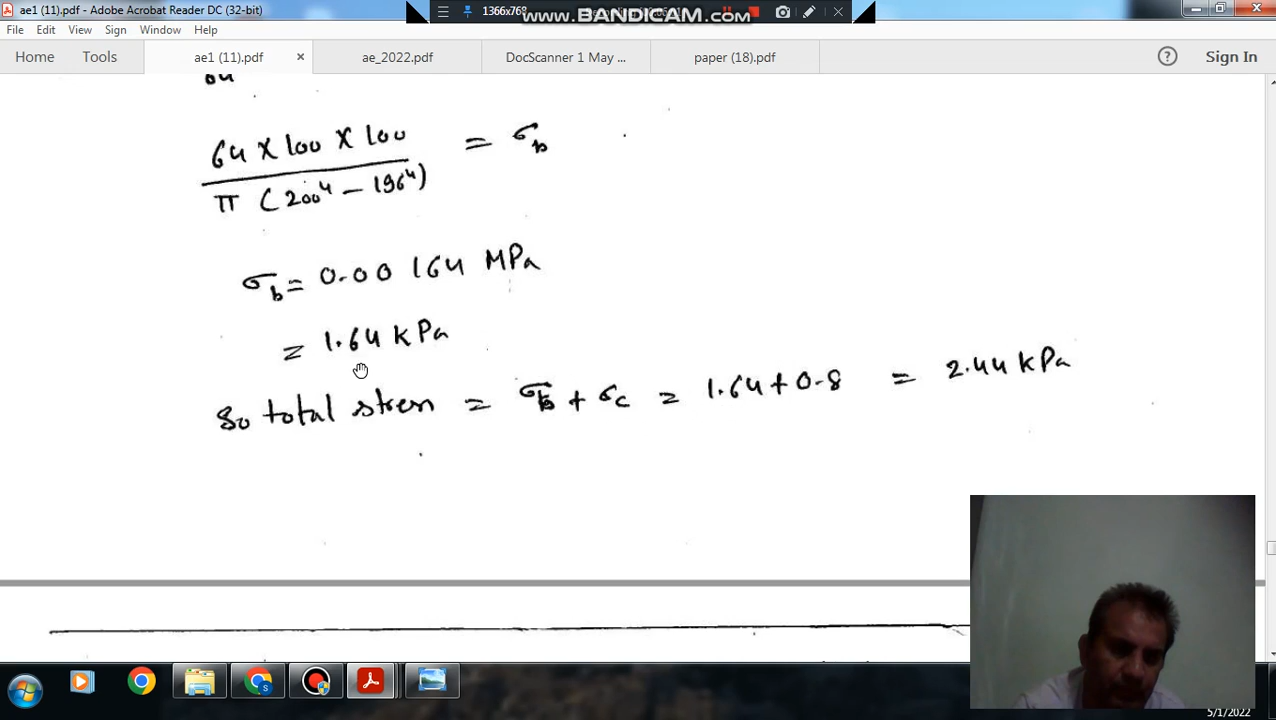 ae1 (11).pdf - Adobe Acrobat Reader DC (32-bit)
1366x768
www.BANDICAM.com
File Edit View Sign Window Help
Home Tools ae1 (11).pdf × ae_2022.pdf DocScanner 1 May ... paper (18).pdf ? Sign In
64 × 100 × 100 = σb
π (200⁴ - 196⁴)
σb = 0.00164 MPa
= 1.64 kPa
So total stress = σb + σc = 1.64 + 0.8 = 2.44 kPa
5/1/2022